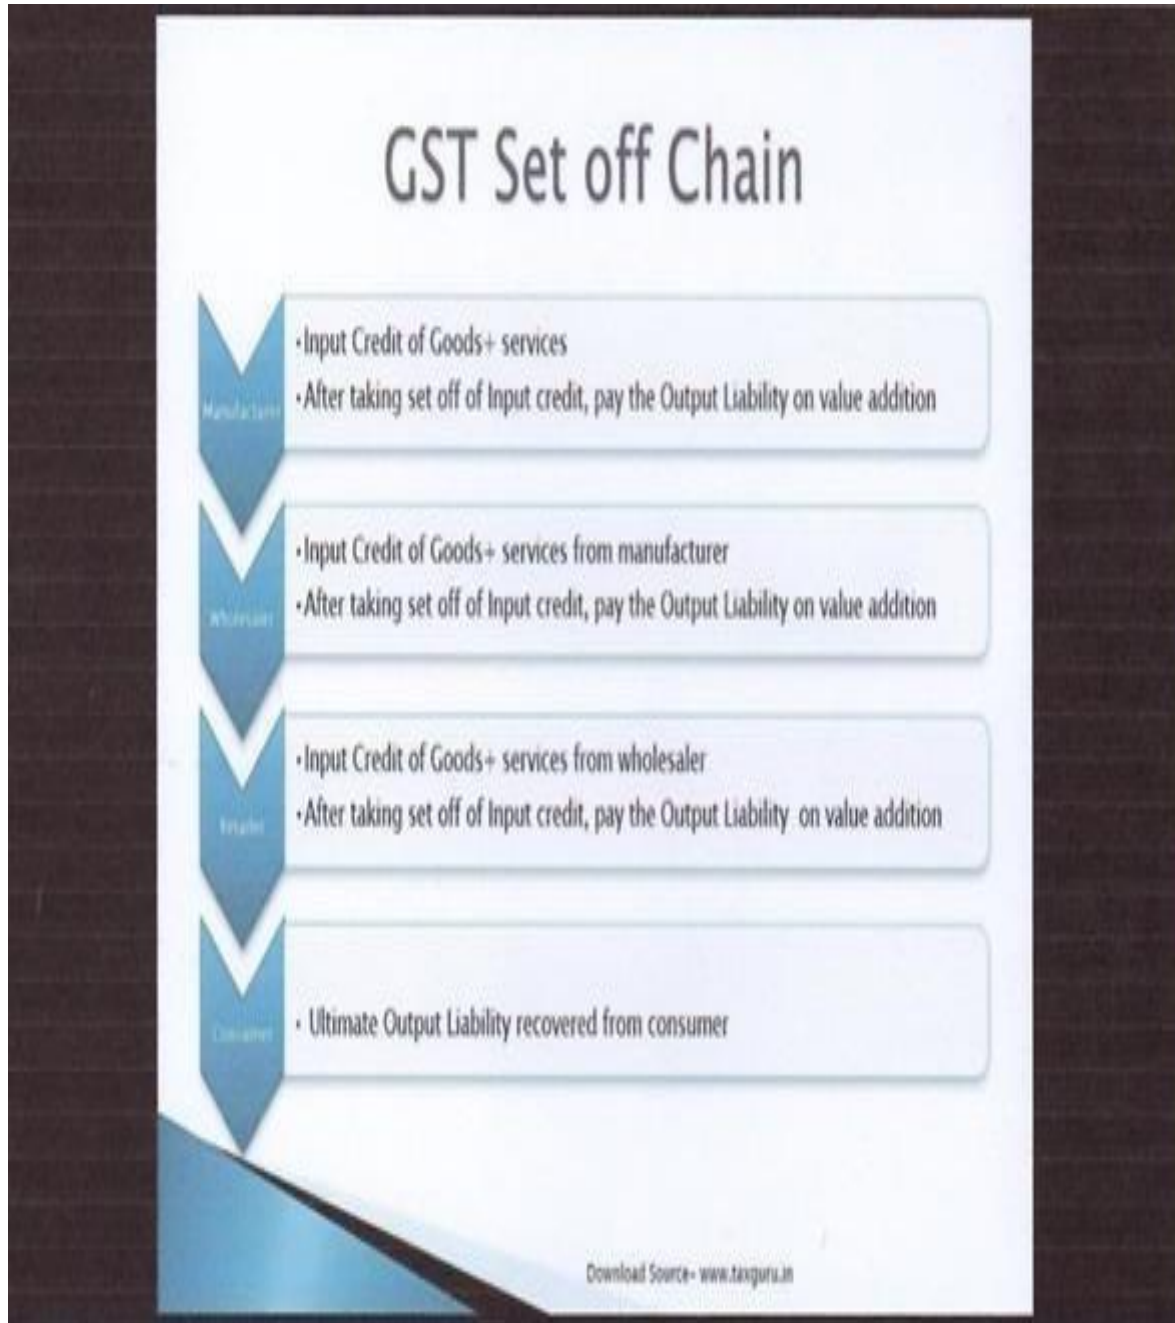 GST Set off Chain
Manufacturer
•Input Credit of Goods+ services
•After taking set off of Input credit, pay the Output Liability on value addition
Wholesaler
•Input Credit of Goods+ services from manufacturer
•After taking set off of Input credit, pay the Output Liability on value addition
Retailer
•Input Credit of Goods+ services from wholesaler
•After taking set off of Input credit, pay the Output Liability on value addition
Consumer
• Ultimate Output Liability recovered from consumer
Download Source- www.taxguru.in